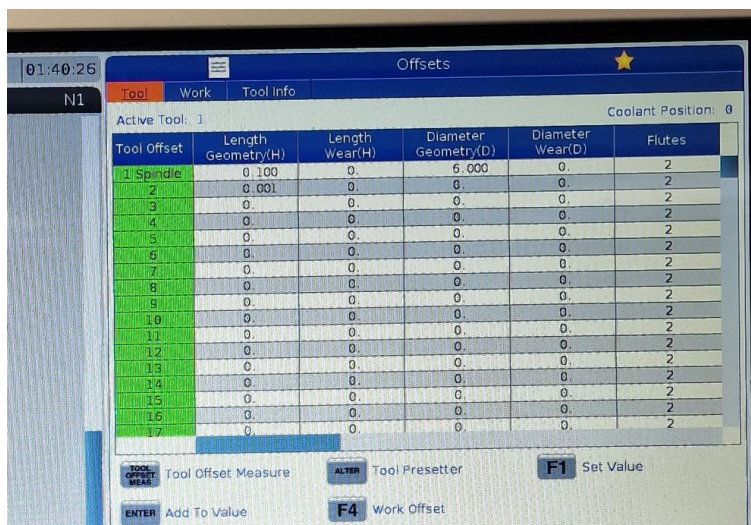 01:40:26
N1
Offsets
Tool Work Tool Info
Active Tool: 1
Coolant Position: 0
Tool Offset Length Geometry(H) Length Wear(H) Diameter Geometry(D) Diameter Wear(D) Flutes
1 Spindle 0.100 0. 6.000 0. 2
2 0.001 0. 0. 0. 2
3 0. 0. 0. 0. 2
4 0. 0. 0. 0. 2
5 0. 0. 0. 0. 2
6 0. 0. 0. 0. 2
7 0. 0. 0. 0. 2
8 0. 0. 0. 0. 2
9 0. 0. 0. 0. 2
10 0. 0. 0. 0. 2
11 0. 0. 0. 0. 2
12 0. 0. 0. 0. 2
13 0. 0. 0. 0. 2
14 0. 0. 0. 0. 2
15 0. 0. 0. 0. 2
16 0. 0. 0. 0. 2
17 0. 0. 0. 0. 2
TOOL OFFSET MEAS Tool Offset Measure ALTER Tool Presetter F1 Set Value
ENTER Add To Value F4 Work Offset